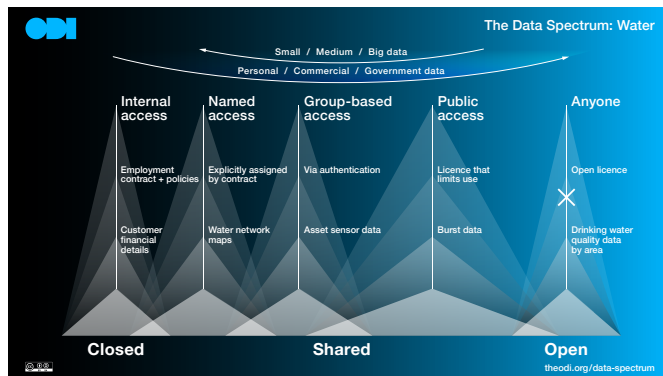 ODI
The Data Spectrum: Water
Small / Medium / Big data
Personal / Commercial / Government data
Internal
access
Named
access
Group-based
access
Public
access
Anyone
Employment
contract + policies
Explicitly assigned
by contract
Via authentication
Licence that
limits use
Open licence
Customer
financial
details
Water network
maps
Asset sensor data
Burst data
Drinking water
quality data
by area
Closed
Shared
Open
theodi.org/data-spectrum